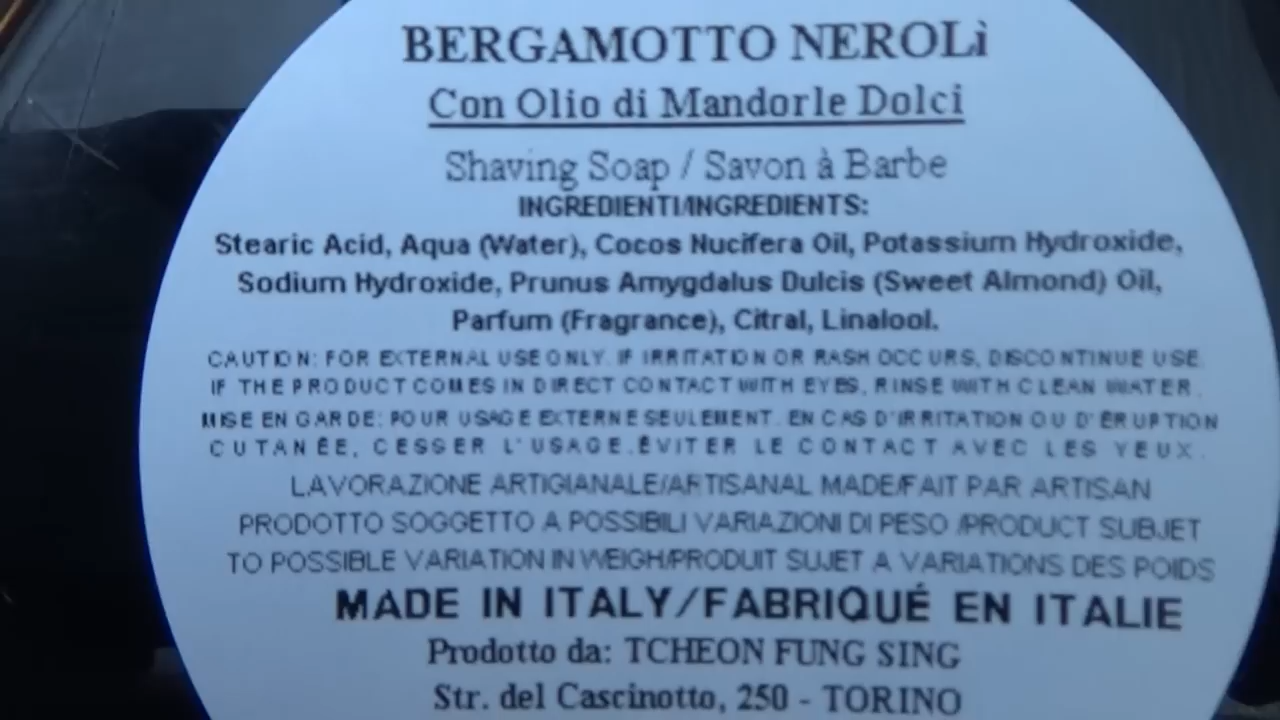 BERGAMOTTO NEROLì
Con Olio di Mandorle Dolci
Shaving Soap / Savon à Barbe
INGREDIENTI/INGREDIENTS:
Stearic Acid, Aqua (Water), Cocos Nucifera Oil, Potassium Hydroxide,
Sodium Hydroxide, Prunus Amygdalus Dulcis (Sweet Almond) Oil,
Parfum (Fragrance), Citral, Linalool.
CAUTION: FOR EXTERNAL USE ONLY. IF IRRITATION OR RASH OCCURS, DISCONTINUE USE.
IF THE PRODUCT COMES IN DIRECT CONTACT WITH EYES, RINSE WITH CLEAN WATER.
MISE EN GARDE: POUR USAGE EXTERNE SEULEMENT. EN CAS D'IRRITATION OU D'ÉRUPTION
CUTANÉE, CESSER L'USAGE.ÉVITER LE CONTACT AVEC LES YEUX.
LAVORAZIONE ARTIGIANALE/ARTISANAL MADE/FAIT PAR ARTISAN
PRODOTTO SOGGETTO A POSSIBILI VARIAZIONI DI PESO /PRODUCT SUBJET
TO POSSIBLE VARIATION IN WEIGH/PRODUIT SUJET A VARIATIONS DES POIDS
MADE IN ITALY/FABRIQUÉ EN ITALIE
Prodotto da: TCHEON FUNG SING
Str. del Cascinotto, 250 - TORINO